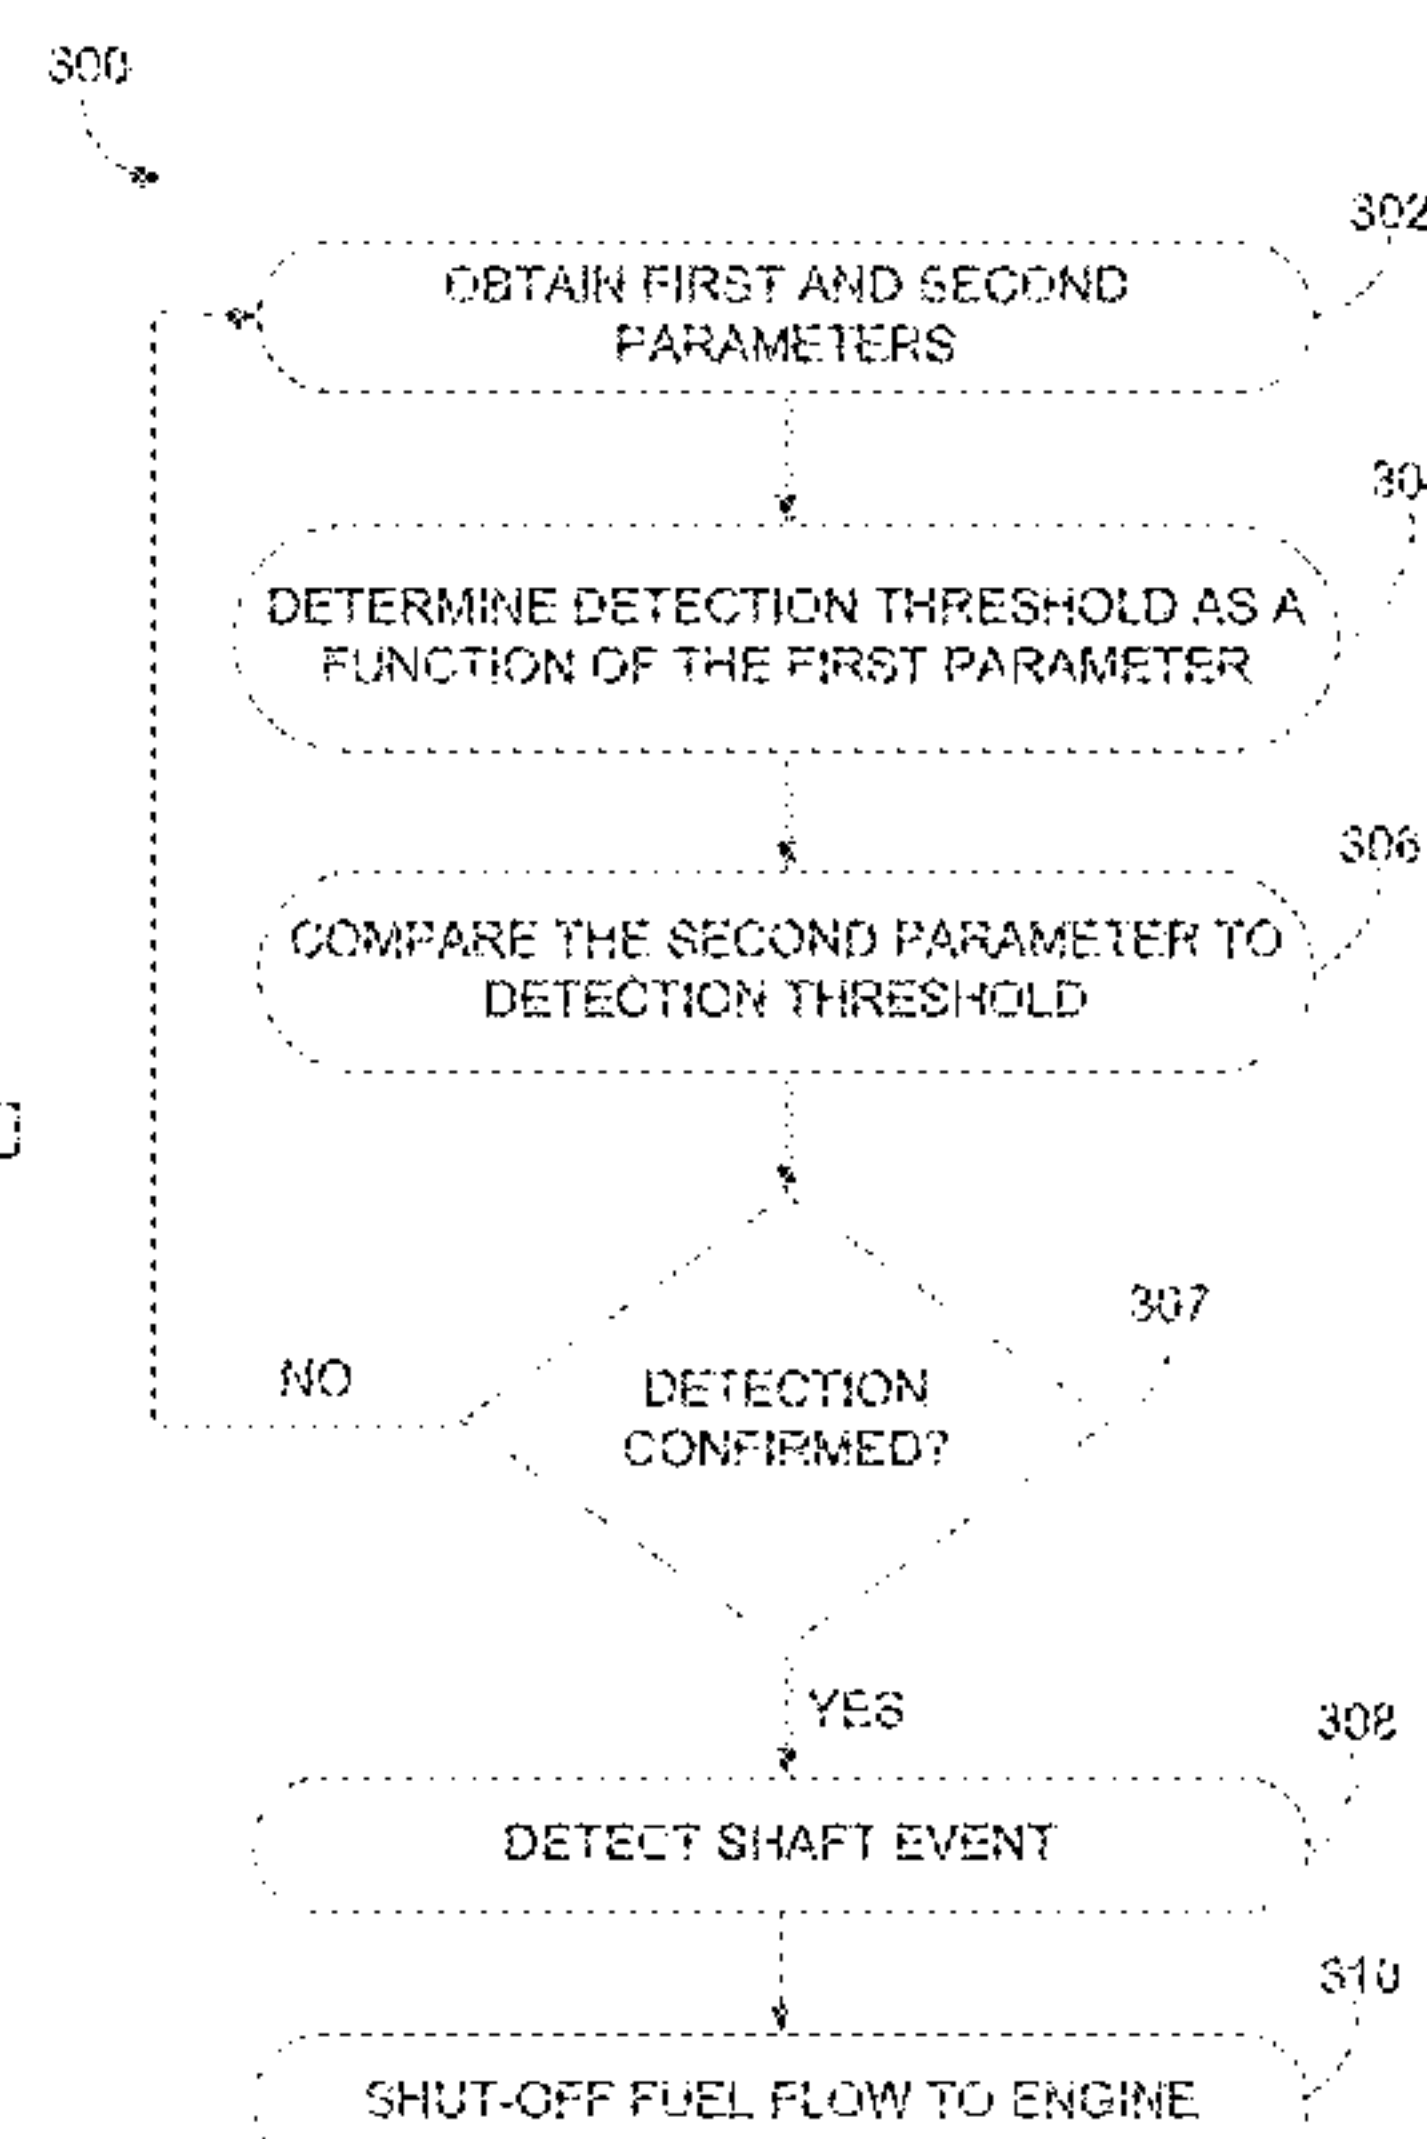 300
302
OBTAIN FIRST AND SECOND
PARAMETERS
30
DETERMINE DETECTION THRESHOLD AS A
FUNCTION OF THE FIRST PARAMETER
306
COMPARE THE SECOND PARAMETER TO
DETECTION THRESHOLD
307
NO
DETECTION
CONFIRMED?
YES
308
DETECT SHAFT EVENT
310
SHUT-OFF FUEL FLOW TO ENGINE